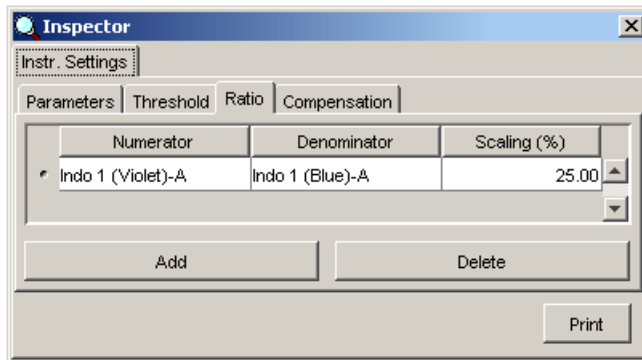 Inspector
Instr. Settings
Parameters Threshold Ratio Compensation
Numerator Denominator Scaling (%)
Indo 1 (Violet)-A Indo 1 (Blue)-A 25.00
Add Delete
Print